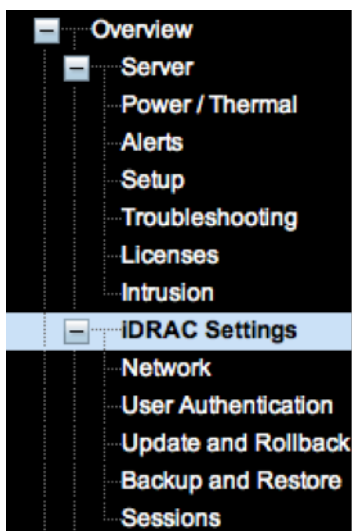 Overview
Server
Power / Thermal
Alerts
Setup
Troubleshooting
Licenses
Intrusion
iDRAC Settings
Network
User Authentication
Update and Rollback
Backup and Restore
Sessions